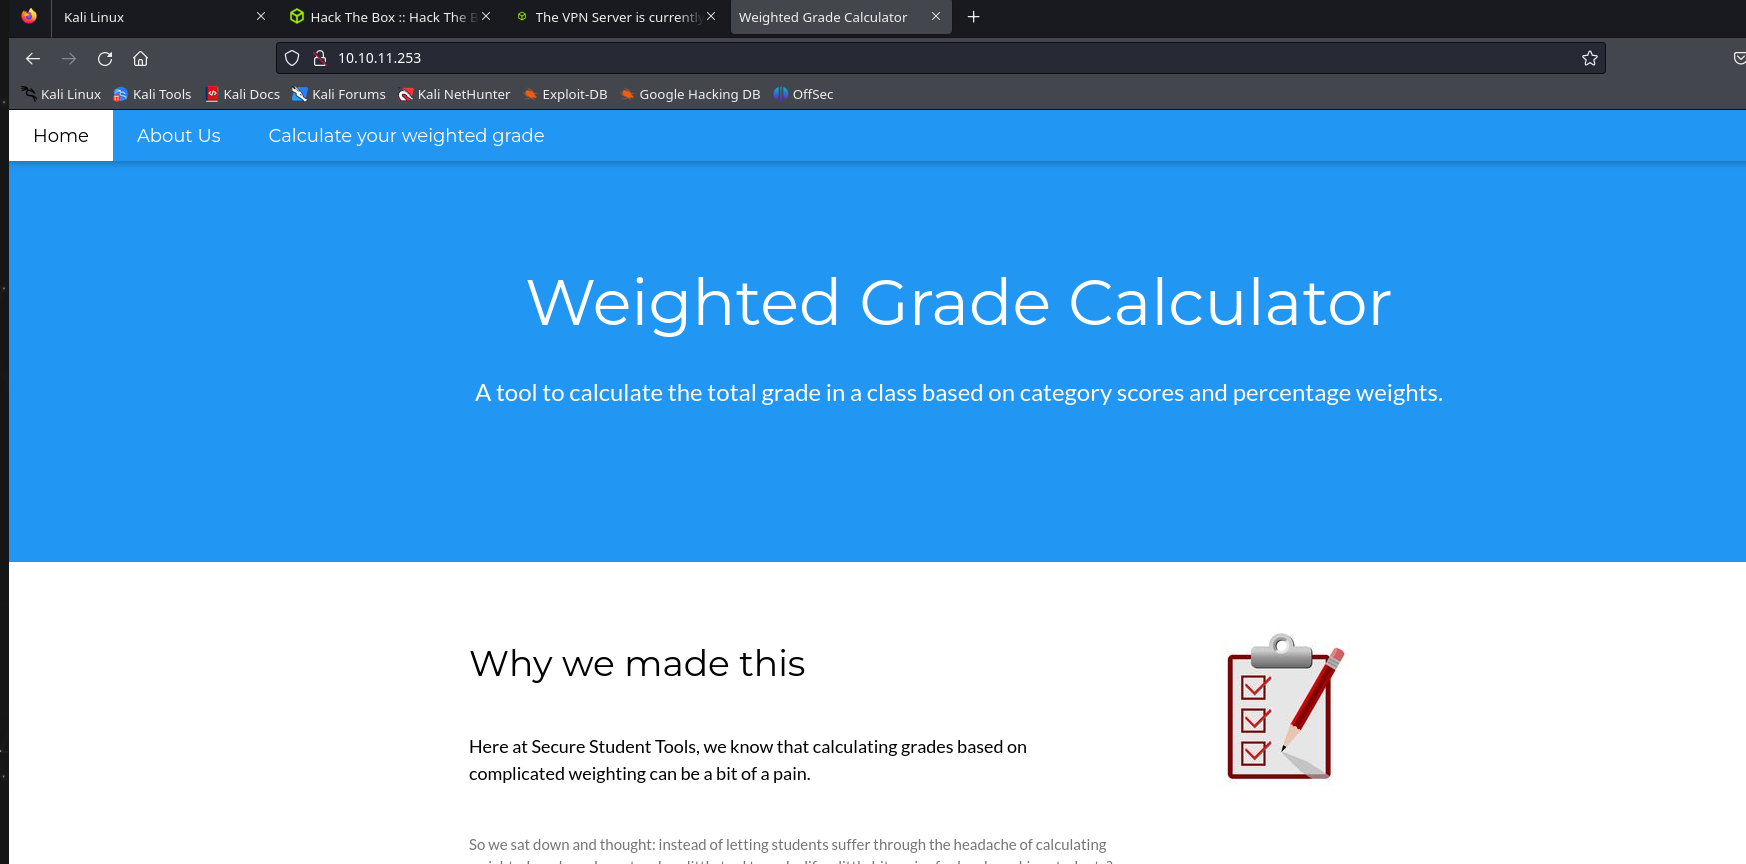 Kali Linux
Hack The Box :: Hack The B
The VPN Server is currently
Weighted Grade Calculator
10.10.11.253
Kali Linux
Kali Tools
Kali Docs
Kali Forums
Kali NetHunter
Exploit-DB
Google Hacking DB
OffSec
Home
About Us
Calculate your weighted grade
Weighted Grade Calculator
A tool to calculate the total grade in a class based on category scores and percentage weights.
Why we made this
Here at Secure Student Tools, we know that calculating grades based on
complicated weighting can be a bit of a pain.
So we sat down and thought: instead of letting students suffer through the headache of calculating